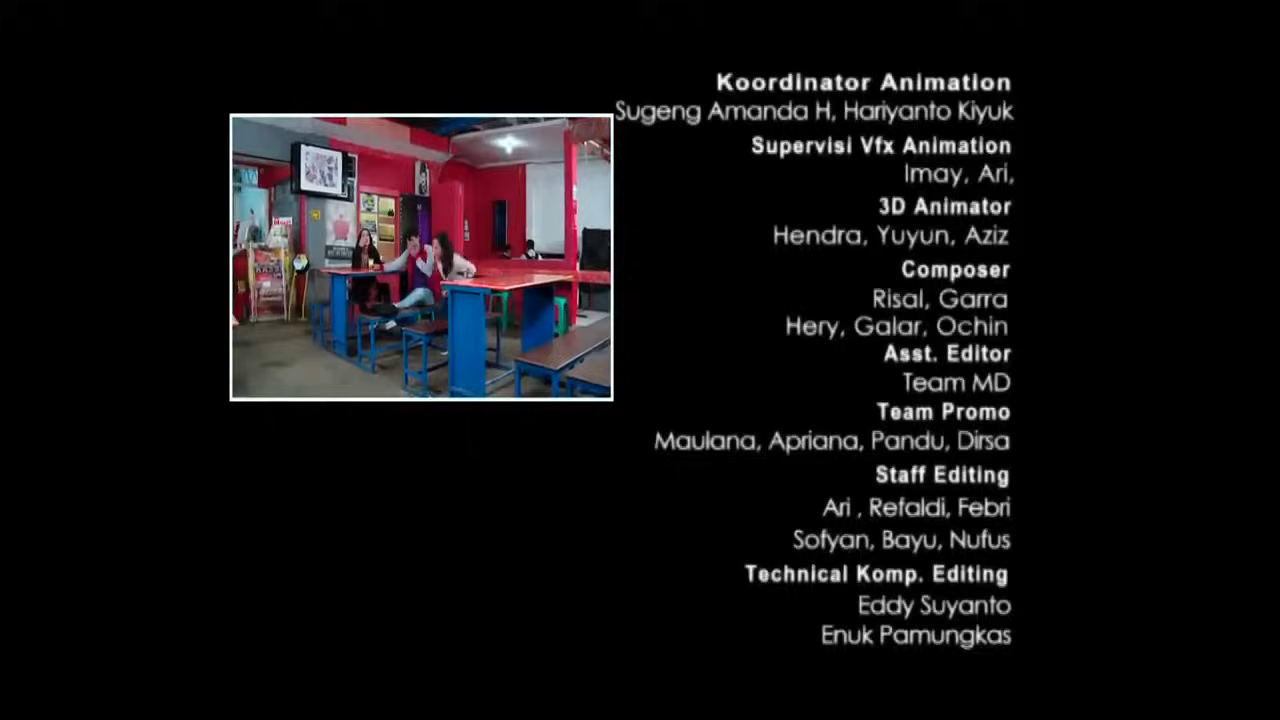 Koordinator Animation
Sugeng Amanda H, Hariyanto Kiyuk
Supervisi Vfx Animation
Imay, Ari,
3D Animator
Hendra, Yuyun, Aziz
Composer
Risal, Garra
Hery, Galar, Ochin
Asst. Editor
Team MD
Team Promo
Maulana, Apriana, Pandu, Dirsa
Staff Editing
Ari , Refaldi, Febri
Sofyan, Bayu, Nufus
Technical Komp. Editing
Eddy Suyanto
Enuk Pamungkas